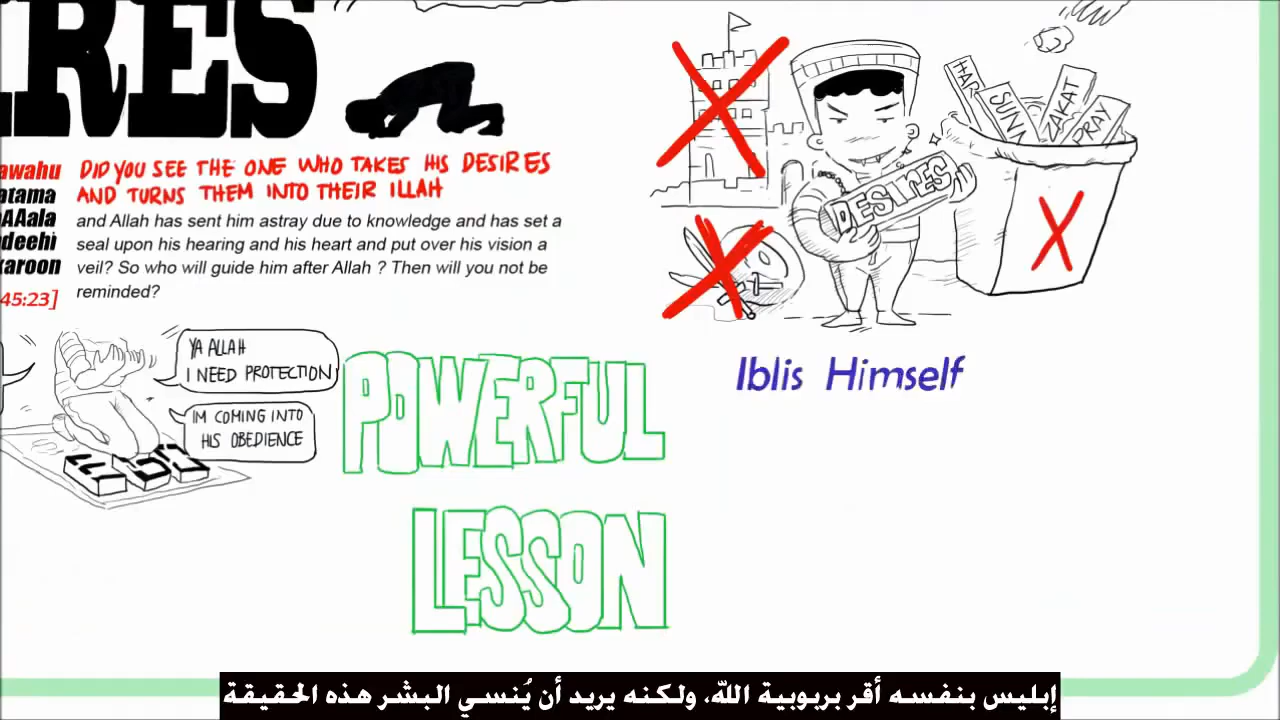 IRES
awahu
atama
AAala
deehi
karoon
45:23]
DID YOU SEE THE ONE WHO TAKES HIS DESIRES
AND TURNS THEM INTO THEIR ILLAH
and Allah has sent him astray due to knowledge and has set a
seal upon his hearing and his heart and put over his vision a
veil? So who will guide him after Allah ? Then will you not be
reminded?
YA ALLAH
I NEED PROTECTION
IM COMING INTO
HIS OBEDIENCE
EGO
POWERFUL
LESSON
DESIRES
SUNN
ZAKAT
PRAY
X
Iblis Himself
إبليس بنفسه أقر بربوبية الله، ولكنه يريد أن يُنسي البشر هذه الحقيقة